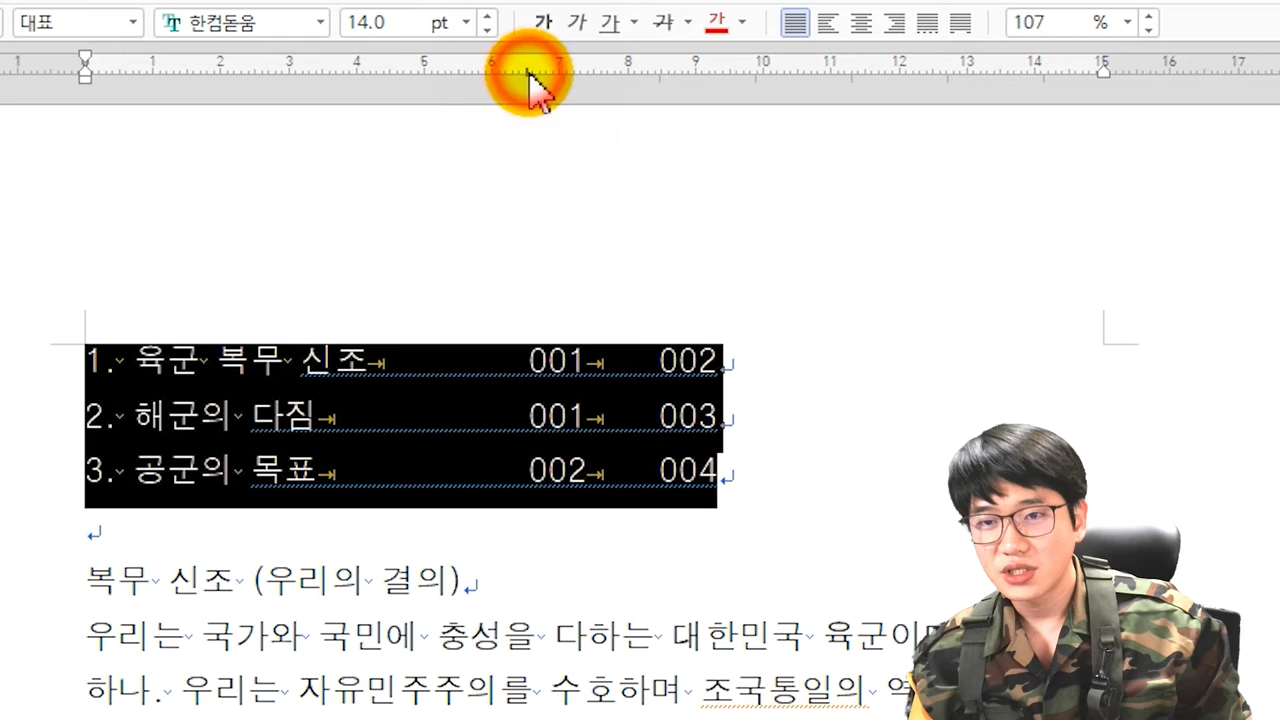 대표 한컴돋움 14.0 pt 가 가 가 가 가 107 %
1 1 2 3 4 5 6 7 8 9 10 11 12 13 14 15 16 17
1. 육군 복무 신조 001 002
2. 해군의 다짐 001 003
3. 공군의 목표 002 004
복무 신조 (우리의 결의)
우리는 국가와 국민에 충성을 다하는 대한민국
하나. 우리는 자유민주주의를 수호하며 조국통일의